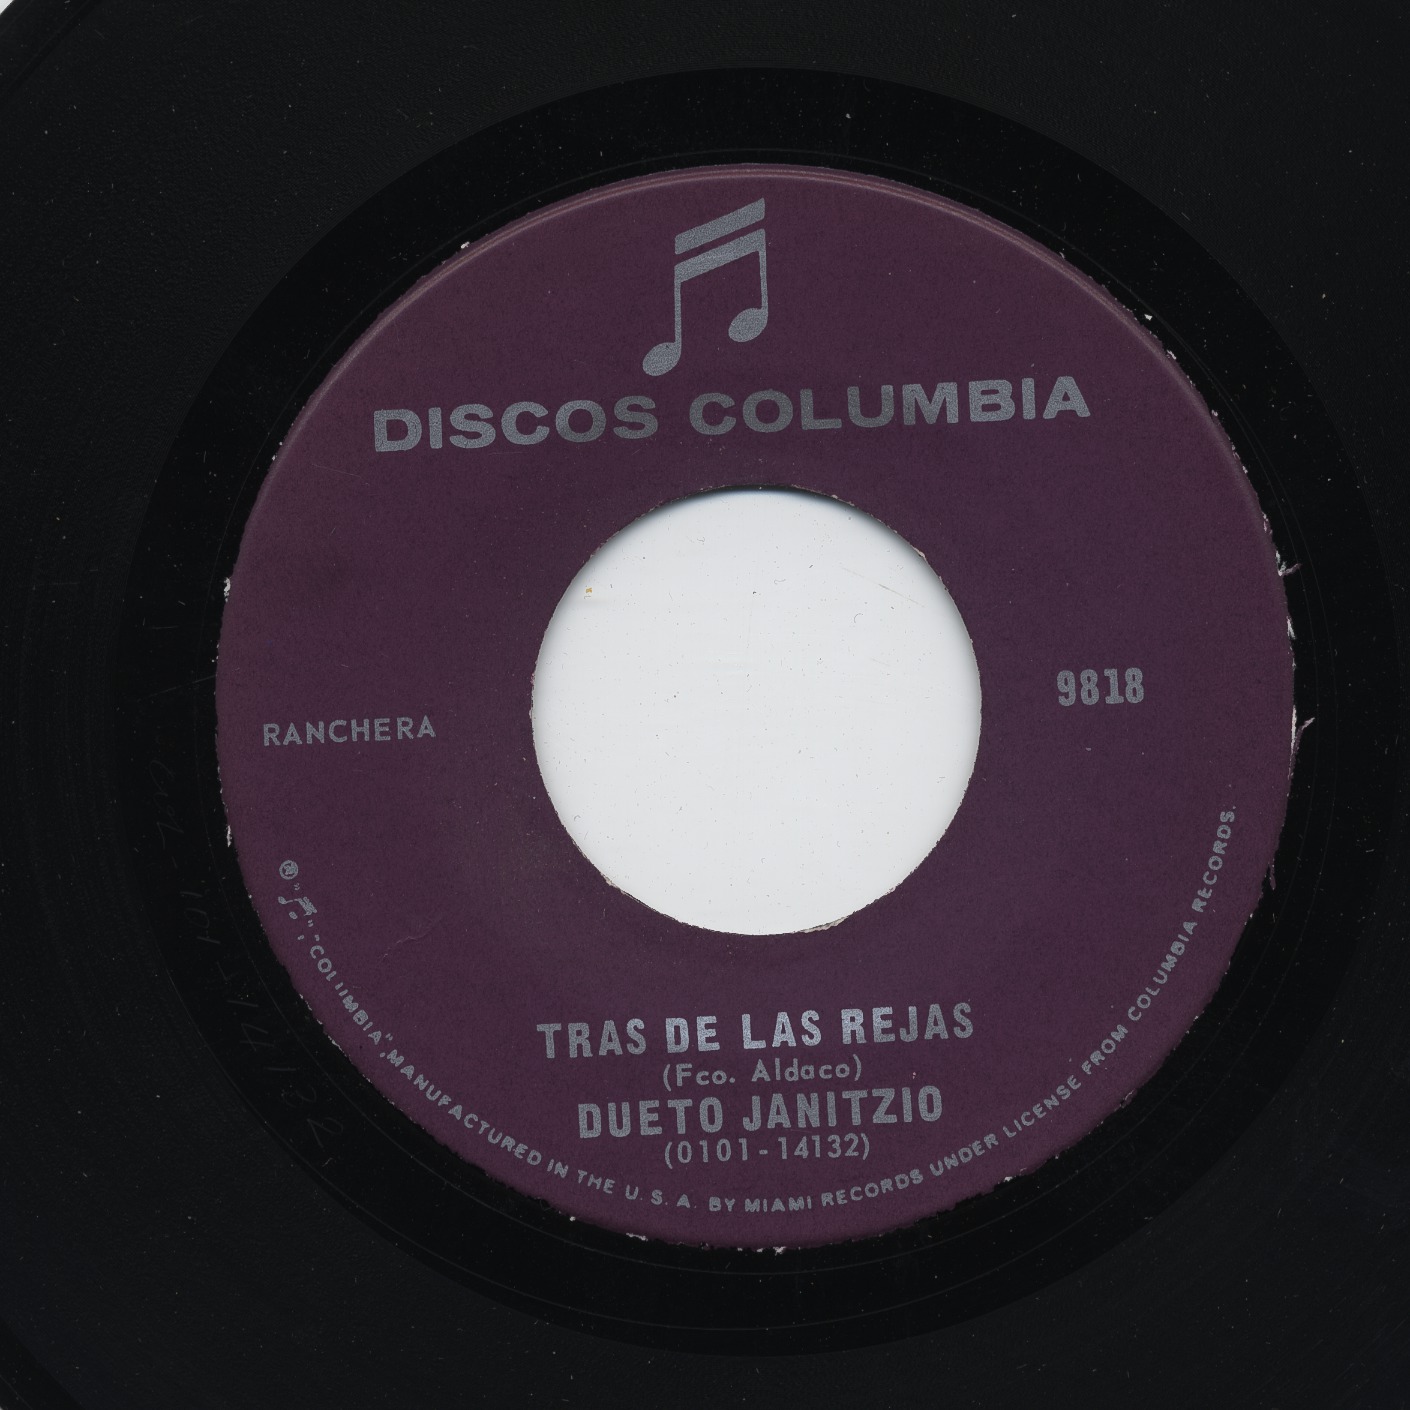 DISCOS COLUMBIA
RANCHERA
9818
TRAS DE LAS REJAS
(Fco. Aldaco)
DUETO JANITZIO
(0101-14132)
® "♫", "COLUMBIA", MANUFACTURED IN THE U.S.A. BY MIAMI RECORDS UNDER LICENSE FROM COLUMBIA RECORDS.